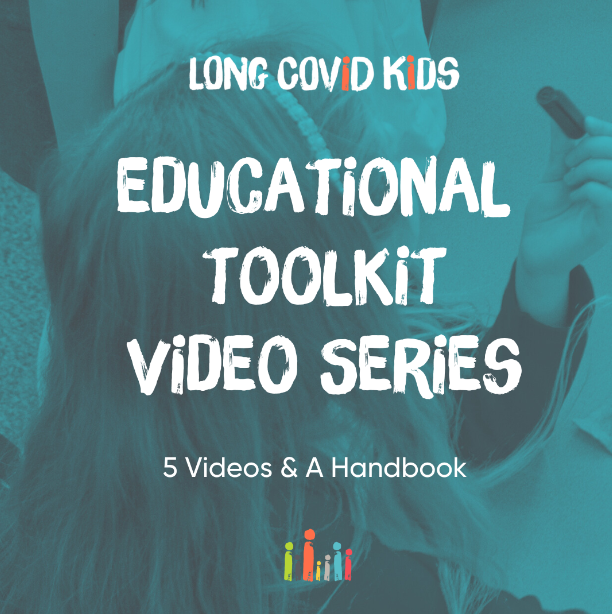 LONG COViD KiDS
EDUCATiONAL
TOOLKiT
ViDEO SERiES
5 Videos & A Handbook